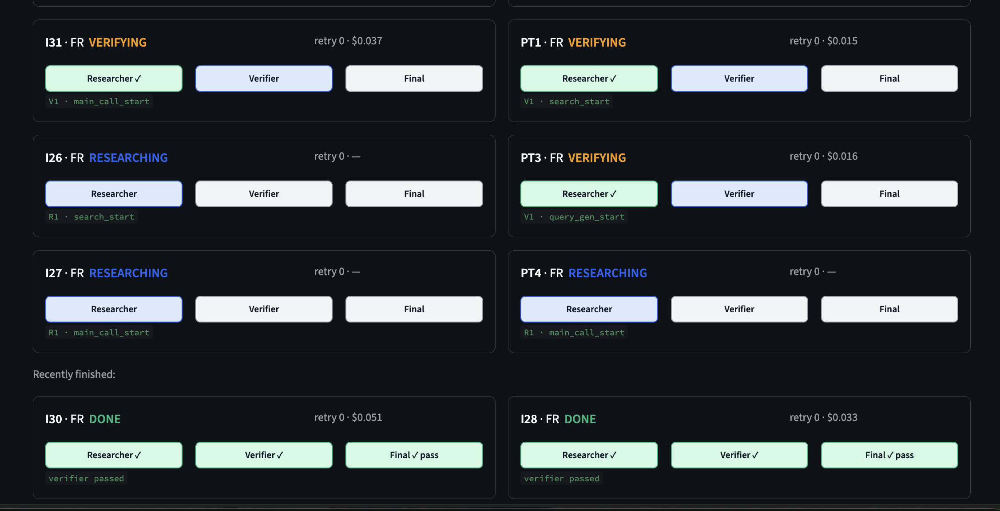 I31 · FR VERIFYING retry 0 · $0.037
Researcher ✓ Verifier Final
V1 · main_call_start
PT1 · FR VERIFYING retry 0 · $0.015
Researcher ✓ Verifier Final
V1 · search_start
I26 · FR RESEARCHING retry 0 · —
Researcher Verifier Final
R1 · search_start
PT3 · FR VERIFYING retry 0 · $0.016
Researcher ✓ Verifier Final
V1 · query_gen_start
I27 · FR RESEARCHING retry 0 · —
Researcher Verifier Final
R1 · main_call_start
PT4 · FR RESEARCHING retry 0 · —
Researcher Verifier Final
R1 · main_call_start
Recently finished:
I30 · FR DONE retry 0 · $0.051
Researcher ✓ Verifier ✓ Final ✓ pass
verifier passed
I28 · FR DONE retry 0 · $0.033
Researcher ✓ Verifier ✓ Final ✓ pass
verifier passed